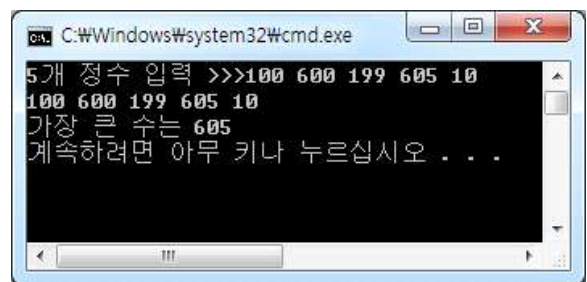 C:₩Windows₩system32₩cmd.exe
5개 정수 입력 >>>100 600 199 605 10
100 600 199 605 10
가장 큰 수는 605
계속하려면 아무 키나 누르십시오 . . .